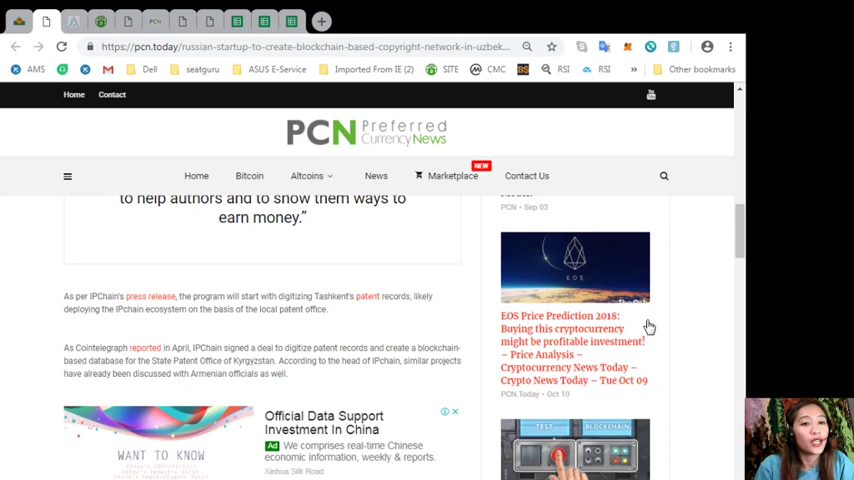 PCN
https://pcn.today/russian-startup-to-create-blockchain-based-copyright-network-in-uzbek...
AMS
Dell
seatguru
ASUS E-Service
Imported From IE (2)
SITE
CMC
BS
RSI
RSI
»
Other bookmarks
Home
Contact
PCN Preferred
Currency News
NEW
Home
Bitcoin
Altcoins
News
Marketplace
Contact Us
to help authors and to show them ways to
earn money.”
As per IPChain's press release, the program will start with digitizing Tashkent's patent records, likely
deploying the IPchain ecosystem on the basis of the local patent office.
As Cointelegraph reported in April, IPChain signed a deal to digitize patent records and create a blockchain-
based database for the State Patent Office of Kyrgyzstan. According to the head of IPchain, similar projects
have already been discussed with Armenian officials as well.
WANT TO KNOW
Official Data Support
Investment In China
Ad We comprises real-time Chinese
economic information, weekly & reports.
Xinhua Silk Road
PCN • Sep 03
EOS
EOS Price Prediction 2018:
Buying this cryptocurrency
might be profitable investment!
– Price Analysis –
Cryptocurrency News Today –
Crypto News Today – Tue Oct 09
PCN.Today • Oct 10
TEST
BLOCKCHAIN